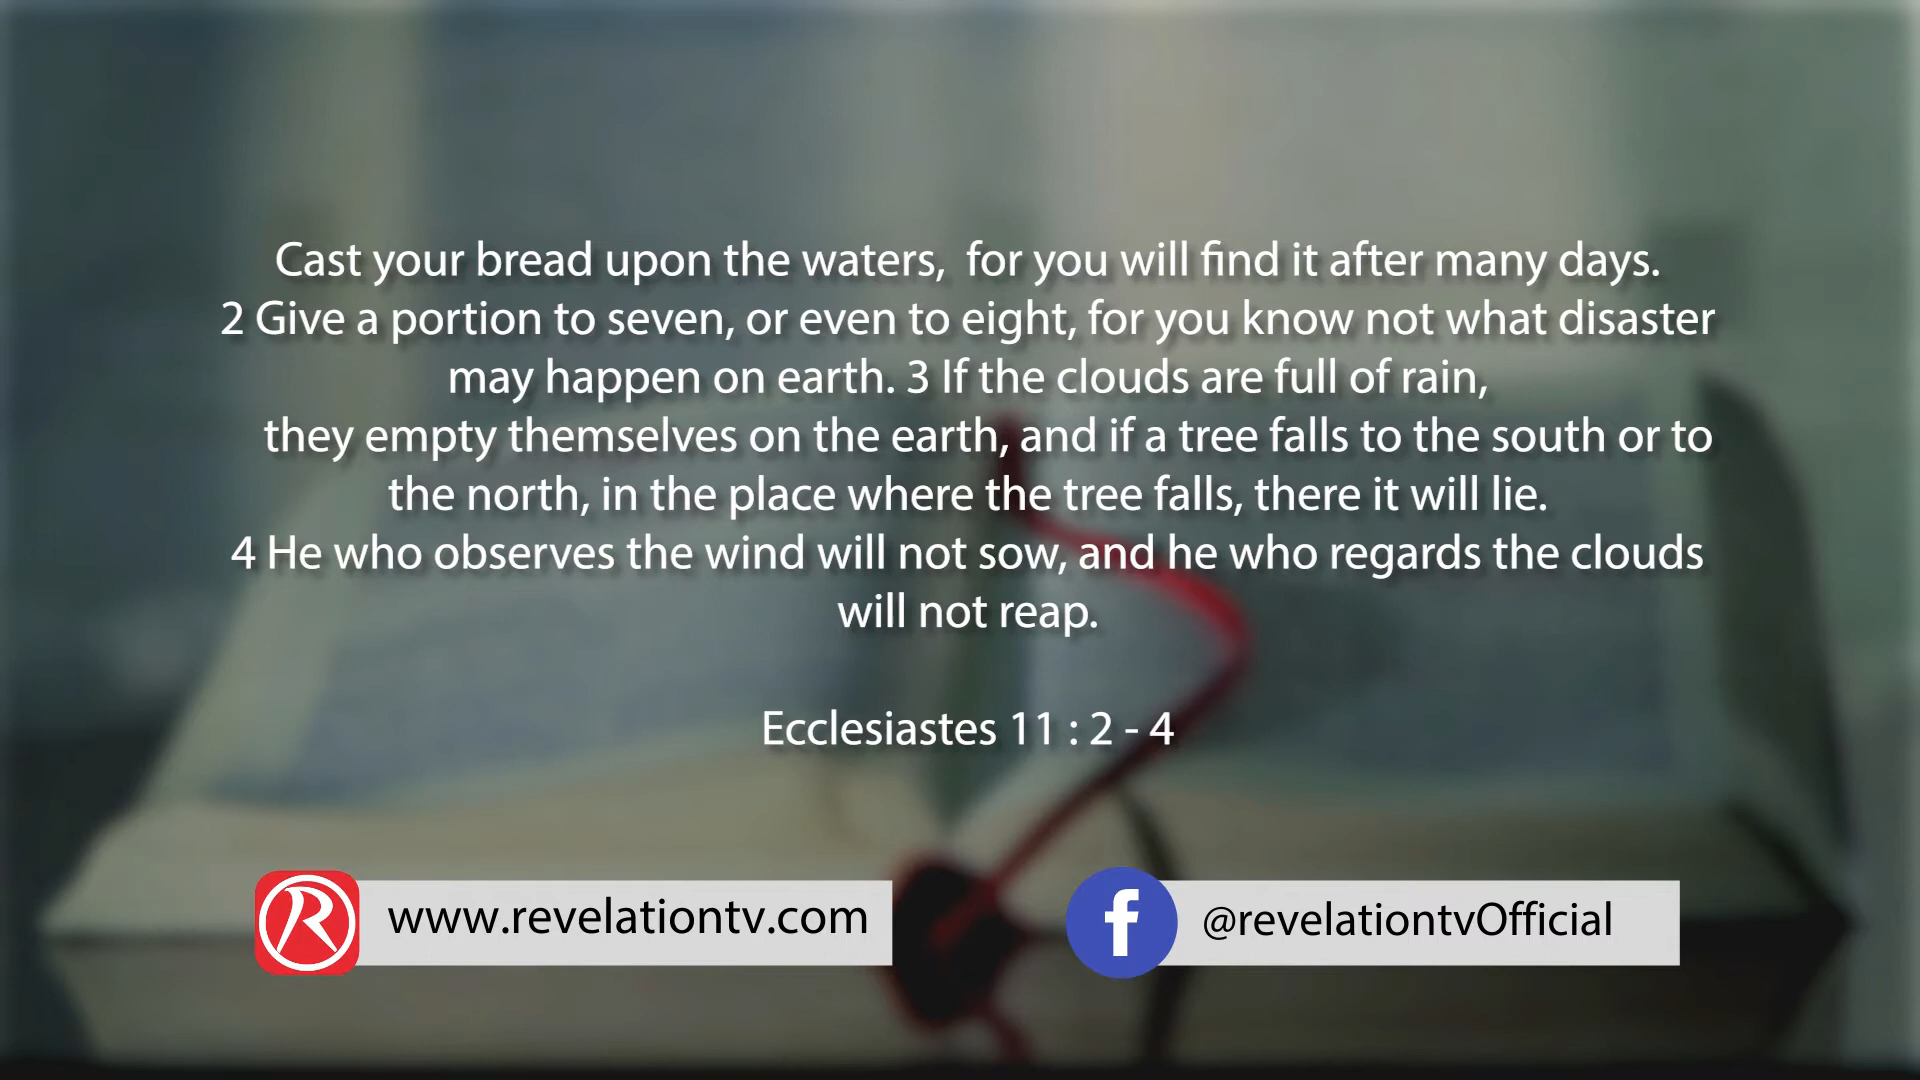 Cast your bread upon the waters,  for you will find it after many days.
2 Give a portion to seven, or even to eight, for you know not what disaster
may happen on earth. 3 If the clouds are full of rain,
they empty themselves on the earth, and if a tree falls to the south or to
the north, in the place where the tree falls, there it will lie.
4 He who observes the wind will not sow, and he who regards the clouds
will not reap.
Ecclesiastes 11 : 2 - 4
www.revelationtv.com
@revelationtvOfficial